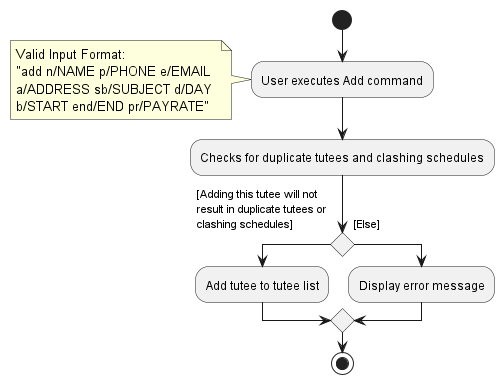 Valid Input Format:
"add n/NAME p/PHONE e/EMAIL
a/ADDRESS sb/SUBJECT d/DAY
b/START end/END pr/PAYRATE"
User executes Add command
Checks for duplicate tutees and clashing schedules
[Adding this tutee will not
result in duplicate tutees or
clashing schedules]
[Else]
Add tutee to tutee list
Display error message